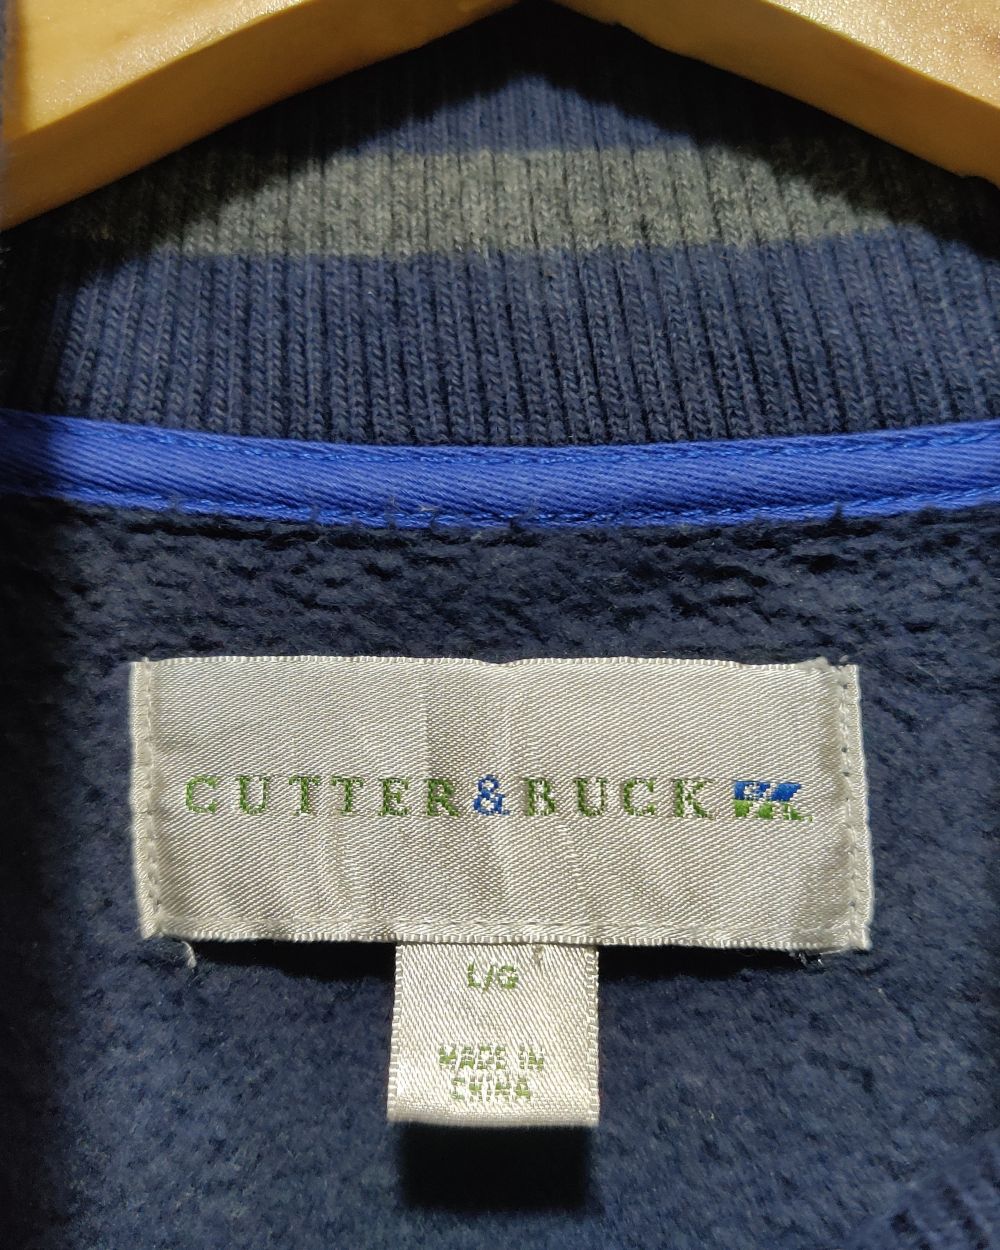 CUTTER & BUCK
L/G
MADE IN
CHINA